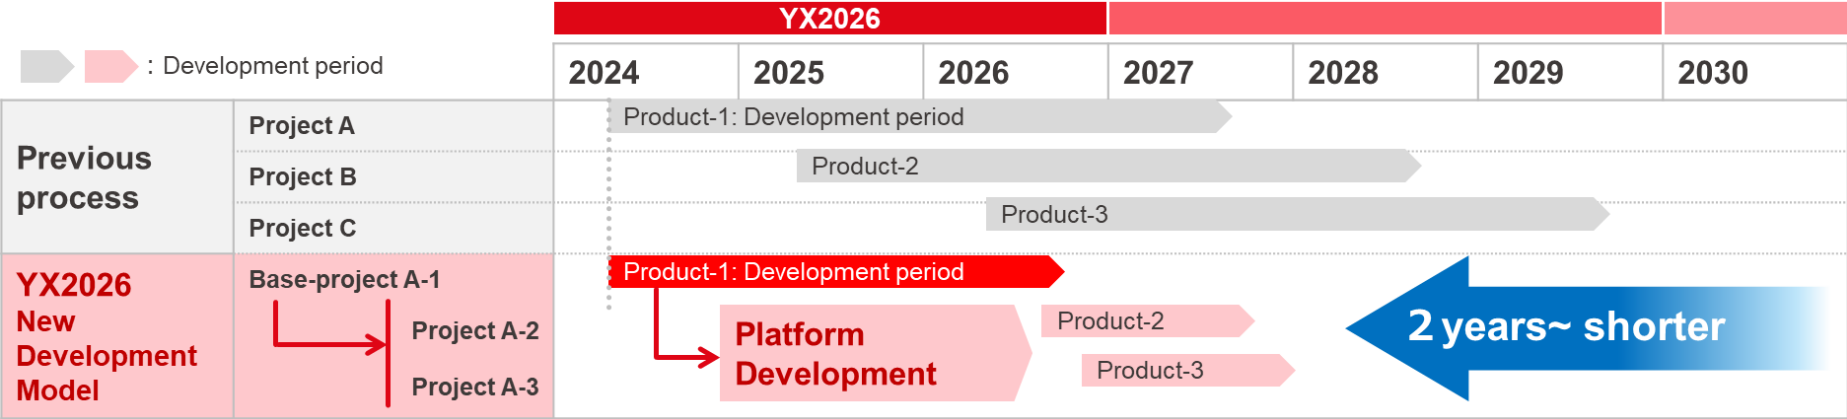 YX2026
: Development period
2024 2025 2026 2027 2028 2029 2030
Previous
process
Project A
Product-1: Development period
Project B
Product-2
Project C
Product-3
YX2026
New
Development
Model
Base-project A-1
Project A-2
Project A-3
Product-1: Development period
Platform
Development
Product-2
Product-3
2 years~ shorter